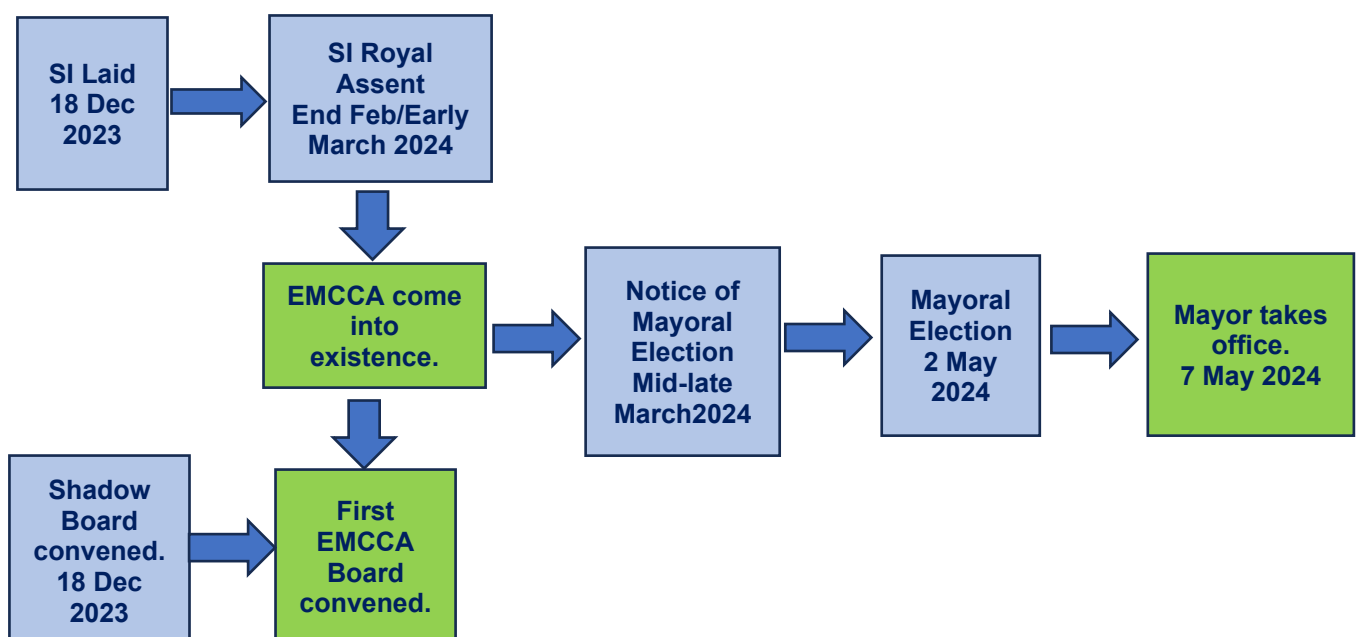 SI Laid
18 Dec
2023
SI Royal
Assent
End Feb/Early
March 2024
EMCCA come
into
existence.
Notice of
Mayoral
Election
Mid-late
March2024
Mayoral
Election
2 May
2024
Mayor takes
office.
7 May 2024
Shadow
Board
convened.
18 Dec
2023
First
EMCCA
Board
convened.